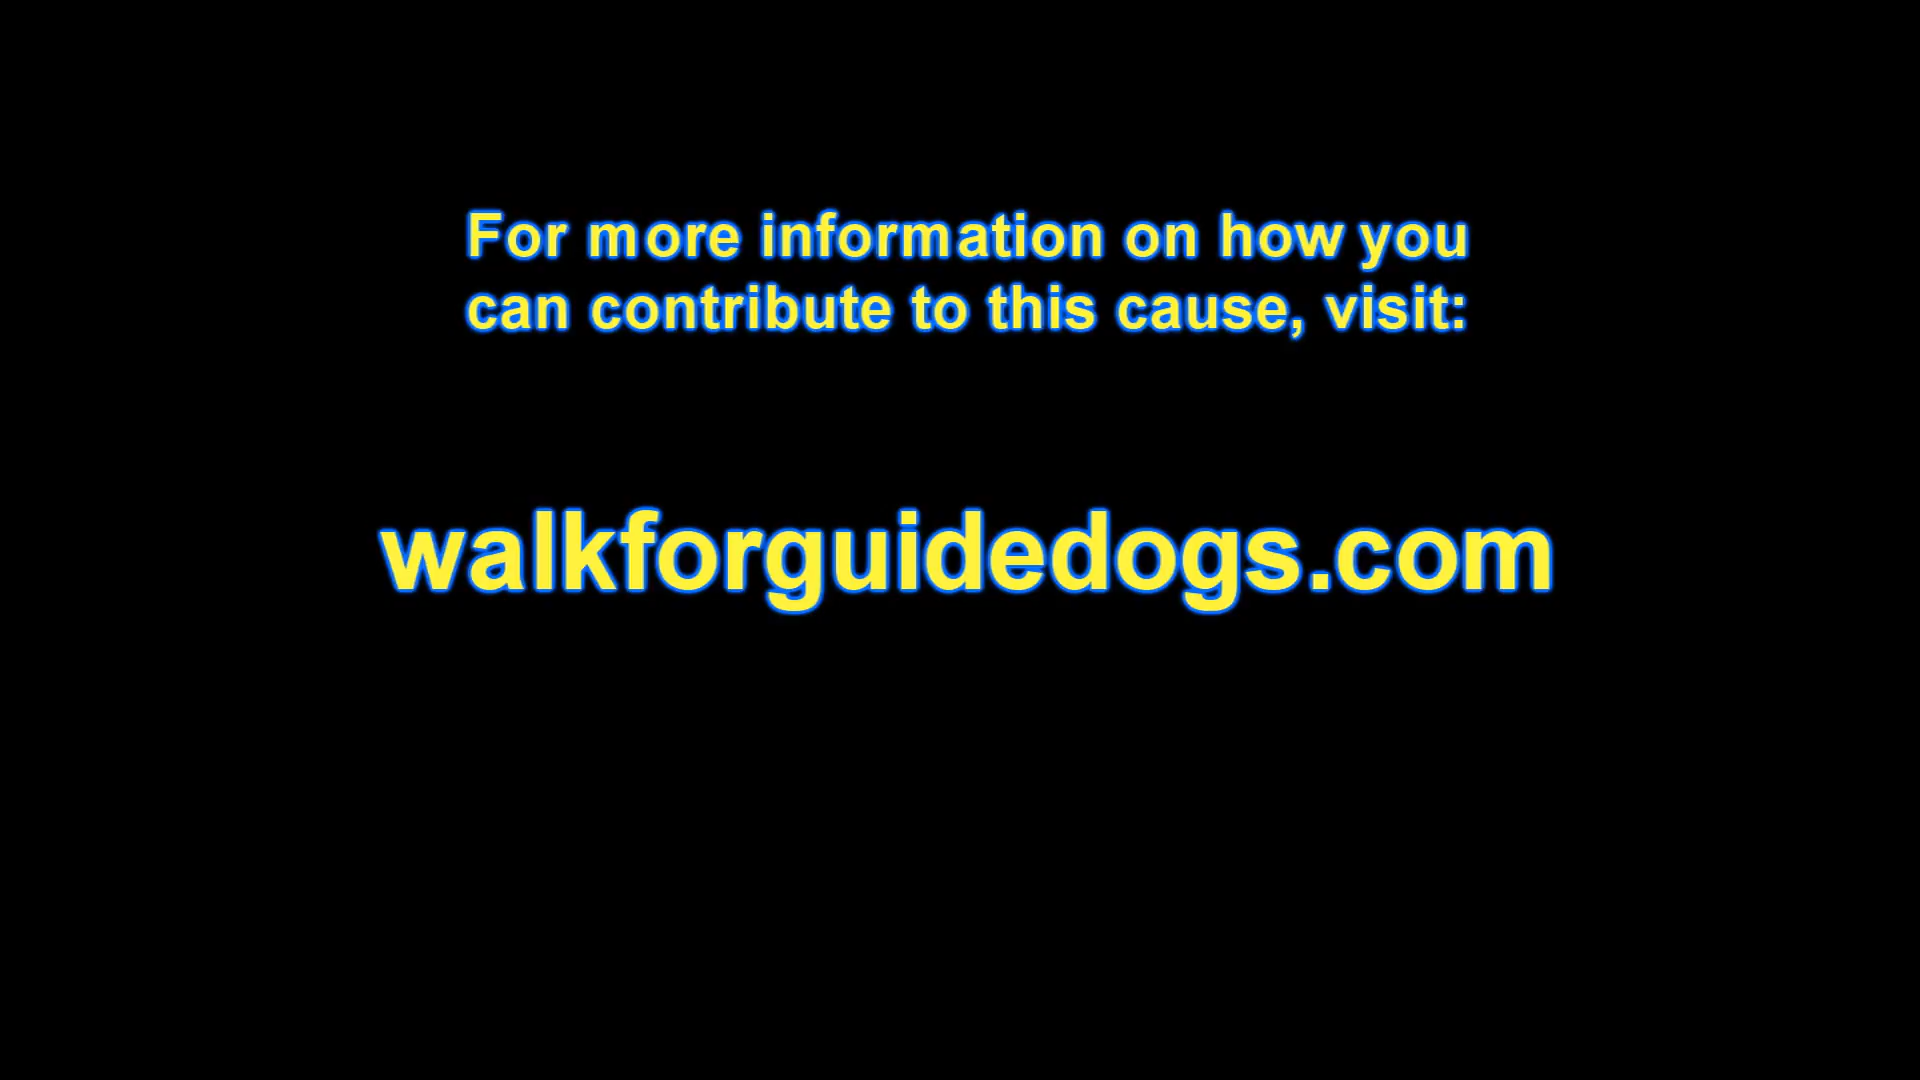 For more information on how you
can contribute to this cause, visit:
walkforguidedogs.com